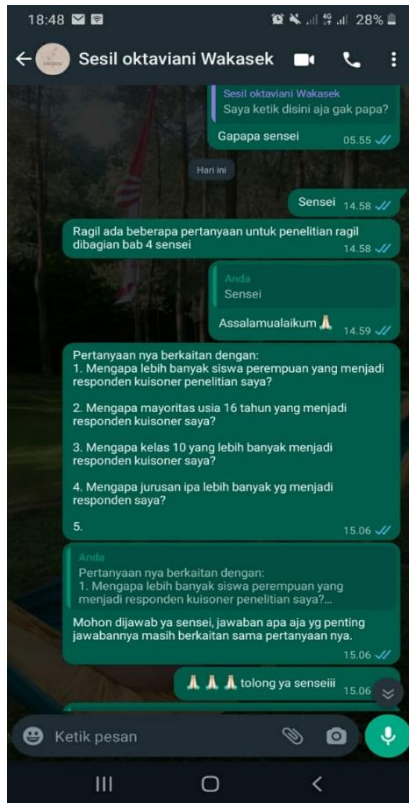 18:48
28%
Sesil oktaviani Wakasek
Sesil oktaviani Wakasek
Saya ketik disini aja gak papa?
Gapapa sensei
05.55
Hari ini
Sensei 14.58
Ragil ada beberapa pertanyaan untuk penelitian ragil
dibagian bab 4 sensei
14.58
Anda
Sensei
Assalamualaikum 🙏🏻 14.59
Pertanyaan nya berkaitan dengan:
1. Mengapa lebih banyak siswa perempuan yang menjadi
responden kuisoner penelitian saya?
2. Mengapa mayoritas usia 16 tahun yang menjadi
responden kuisoner saya?
3. Mengapa kelas 10 yang lebih banyak menjadi
responden kuisoner saya?
4. Mengapa jurusan ipa lebih banyak yg menjadi
responden saya?
5.
15.06
Anda
Pertanyaan nya berkaitan dengan:
1. Mengapa lebih banyak siswa perempuan yang
menjadi responden kuisoner penelitian saya?...
Mohon dijawab ya sensei, jawaban apa aja yg penting
jawabannya masih berkaitan sama pertanyaan nya.
15.06
🙏🏻 🙏🏻 🙏🏻 tolong ya senseiii 15.06
Ketik pesan